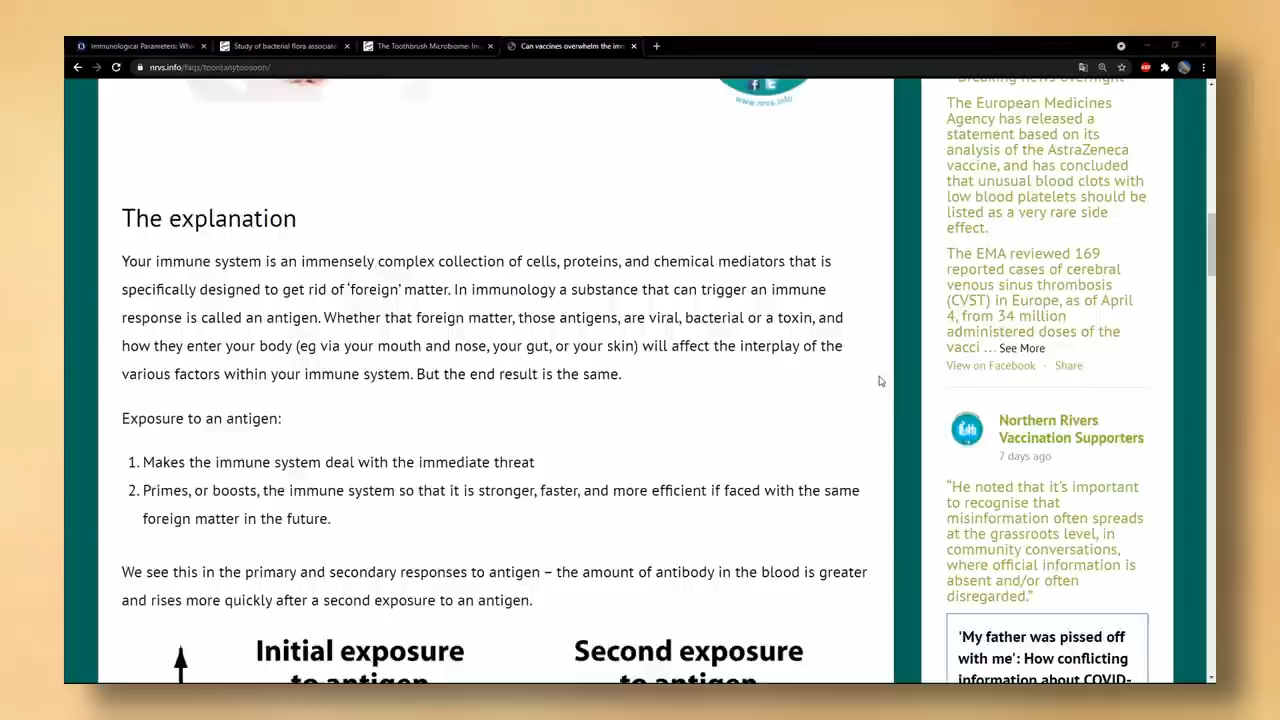 Immunological Parameters: Wha
Study of bacterial flora associate
The Toothbrush Microbiome: Im
Can vaccines overwhelm the imm
nrvs.info/faqs/toomanytoosoon/
www.nrvs.info
The explanation
Your immune system is an immensely complex collection of cells, proteins, and chemical mediators that is
specifically designed to get rid of ‘foreign’ matter. In immunology a substance that can trigger an immune
response is called an antigen. Whether that foreign matter, those antigens, are viral, bacterial or a toxin, and
how they enter your body (eg via your mouth and nose, your gut, or your skin) will affect the interplay of the
various factors within your immune system. But the end result is the same.
Exposure to an antigen:
1. Makes the immune system deal with the immediate threat
2. Primes, or boosts, the immune system so that it is stronger, faster, and more efficient if faced with the same
foreign matter in the future.
We see this in the primary and secondary responses to antigen – the amount of antibody in the blood is greater
and rises more quickly after a second exposure to an antigen.
Initial exposure
to antigen
Second exposure
to antigen
Breaking news overnight
The European Medicines
Agency has released a
statement based on its
analysis of the AstraZeneca
vaccine, and has concluded
that unusual blood clots with
low blood platelets should be
listed as a very rare side
effect.
The EMA reviewed 169
reported cases of cerebral
venous sinus thrombosis
(CVST) in Europe, as of April
4, from 34 million
administered doses of the
vacci ... See More
View on Facebook · Share
Northern Rivers
Vaccination Supporters
7 days ago
“He noted that it's important
to recognise that
misinformation often spreads
at the grassroots level, in
community conversations,
where official information is
absent and/or often
disregarded.”
'My father was pissed off
with me': How conflicting
information about COVID-